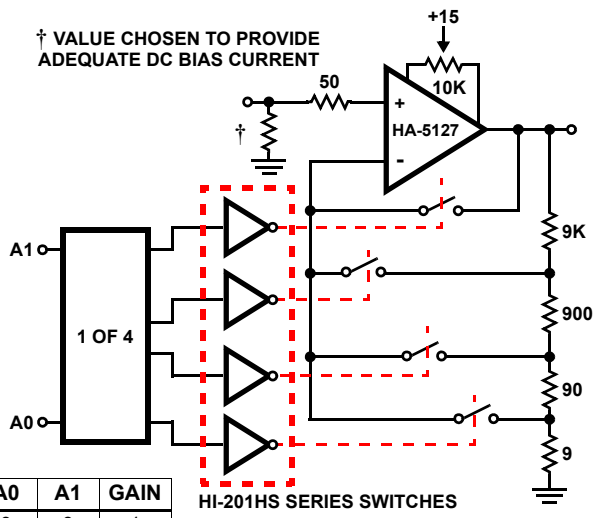 † VALUE CHOSEN TO PROVIDE
ADEQUATE DC BIAS CURRENT
+15
10K
50
†
+
HA-5127
-
9K
A1
1 OF 4
900
90
A0
9
HI-201HS SERIES SWITCHES
A0 A1 GAIN